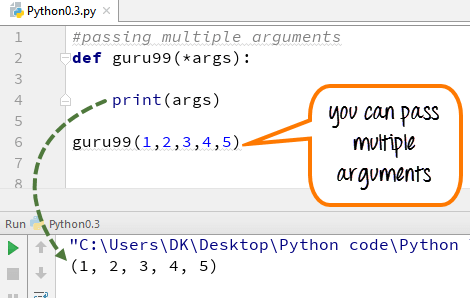 Python0.3.py ×
1 #passing multiple arguments
2 def guru99(*args):
3
4 print(args)
5
6 guru99(1,2,3,4,5)
7
8
you can pass
multiple
arguments
Run Python0.3
"C:\Users\DK\Desktop\Python code\Python
(1, 2, 3, 4, 5)